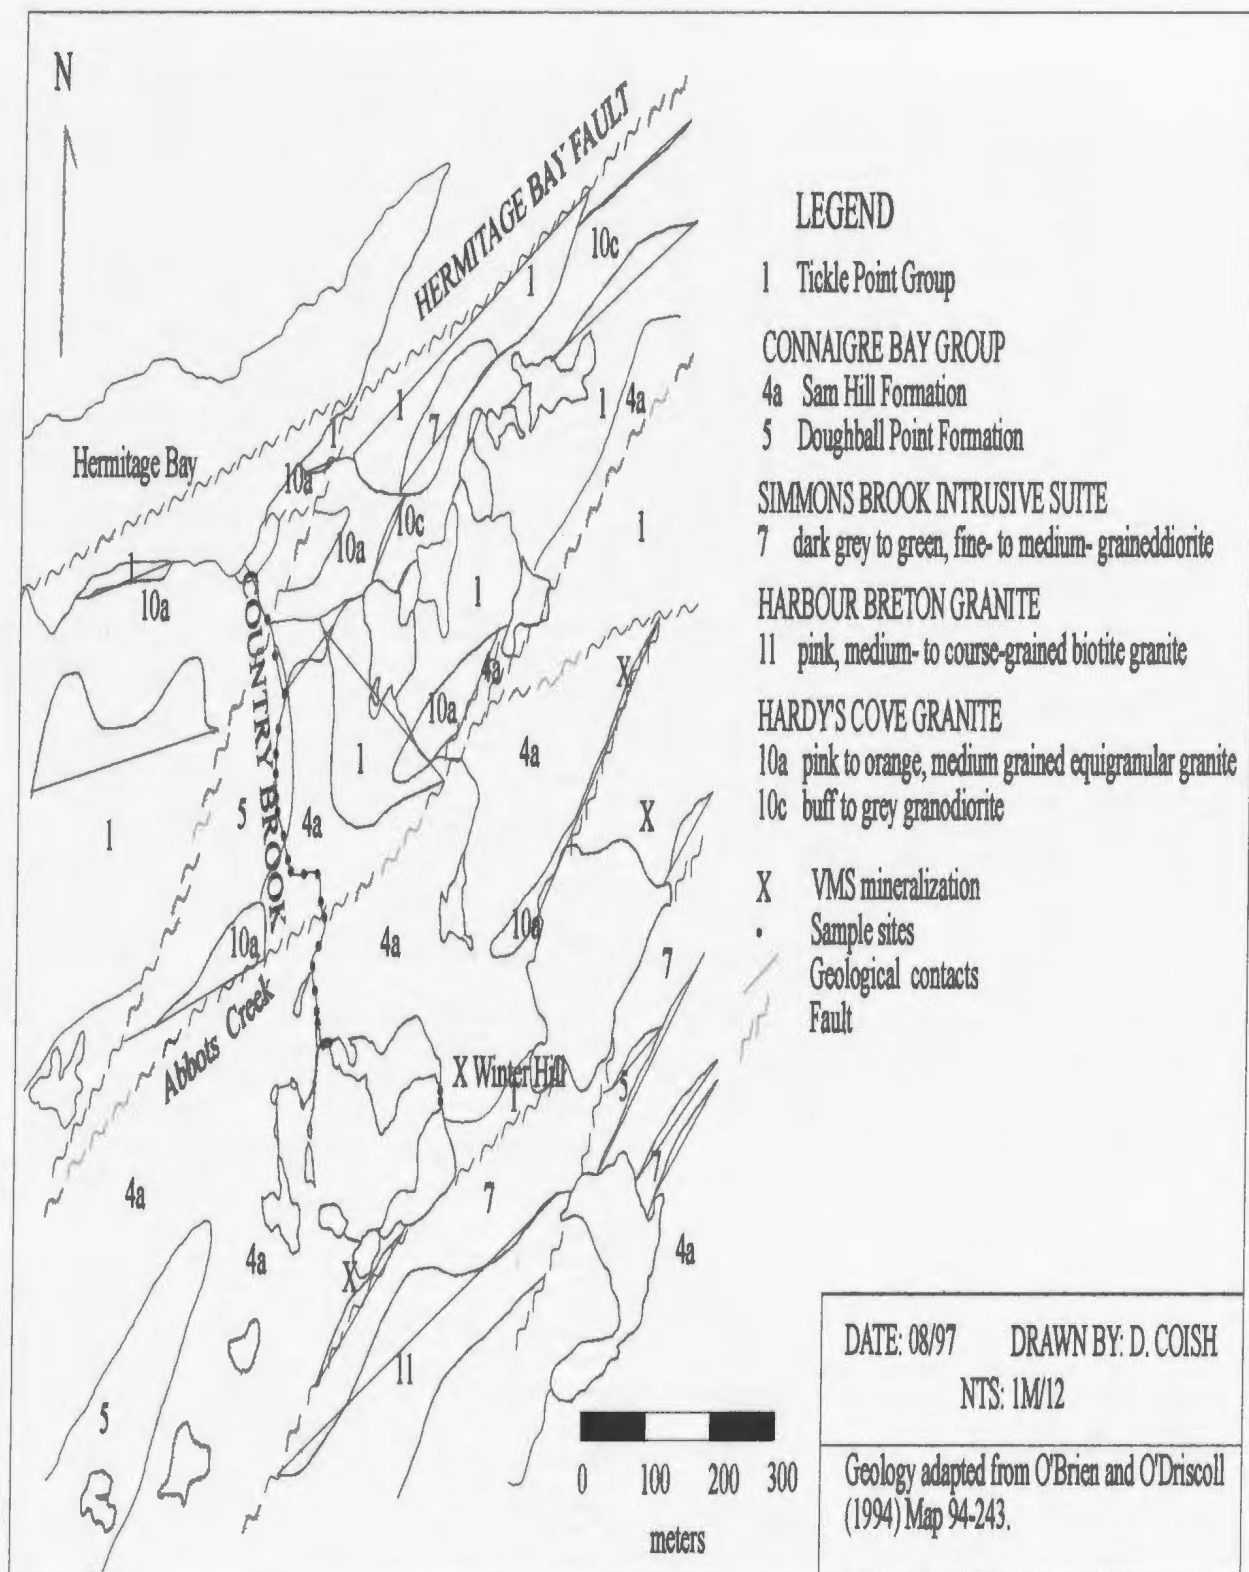 N
HERMITAGE BAY FAULT
10c
1
1
4a
1
7
1
Hermitage Bay
10a
10c
1
10a
1
10a
1
4a
X
10a
4a
1
X
COUNTRY BROOK
5
4a
1
10a
10a
4a
7
Abbots Creek
X Winter Hill
1
5
7
4a
7
4a
4a
X
11
5
LEGEND
1 Tickle Point Group
CONNAIGRE BAY GROUP
4a Sam Hill Formation
5 Doughball Point Formation
SIMMONS BROOK INTRUSIVE SUITE
7 dark grey to green, fine- to medium- graineddiorite
HARBOUR BRETON GRANITE
11 pink, medium- to course-grained biotite granite
HARDY'S COVE GRANITE
10a pink to orange, medium grained equigranular granite
10c buff to grey granodiorite
X VMS mineralization
• Sample sites
Geological contacts
Fault
0 100 200 300
meters
DATE: 08/97 DRAWN BY: D. COISH
NTS: 1M/12
Geology adapted from O'Brien and O'Driscoll
(1994) Map 94-243.